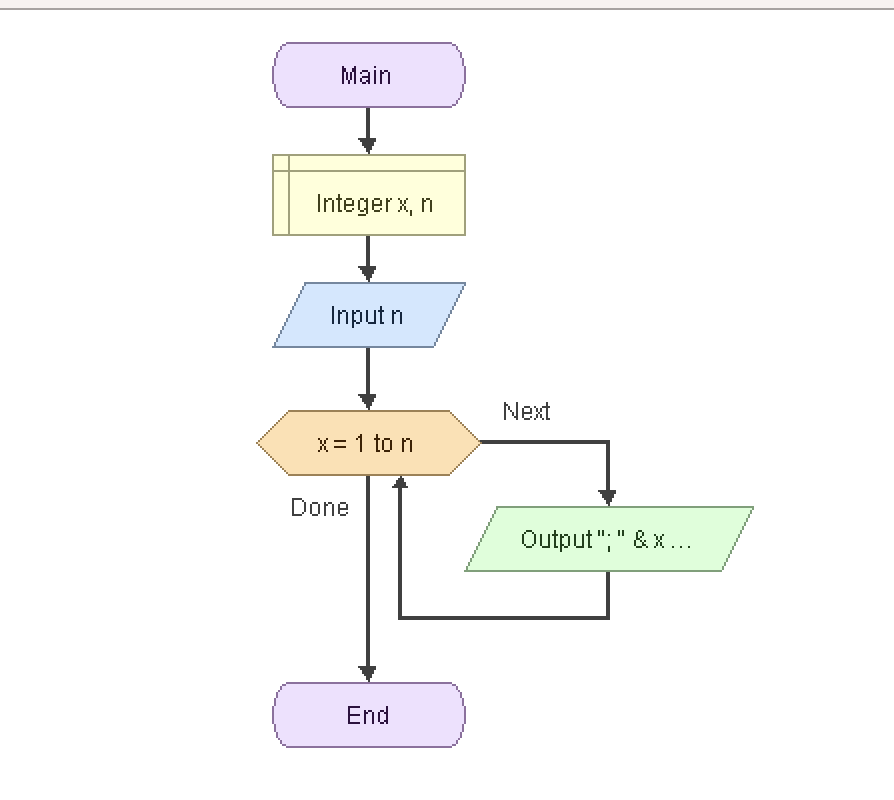 Main
Integer x, n
Input n
x = 1 to n
Next
Done
Output "; " & x ...
End